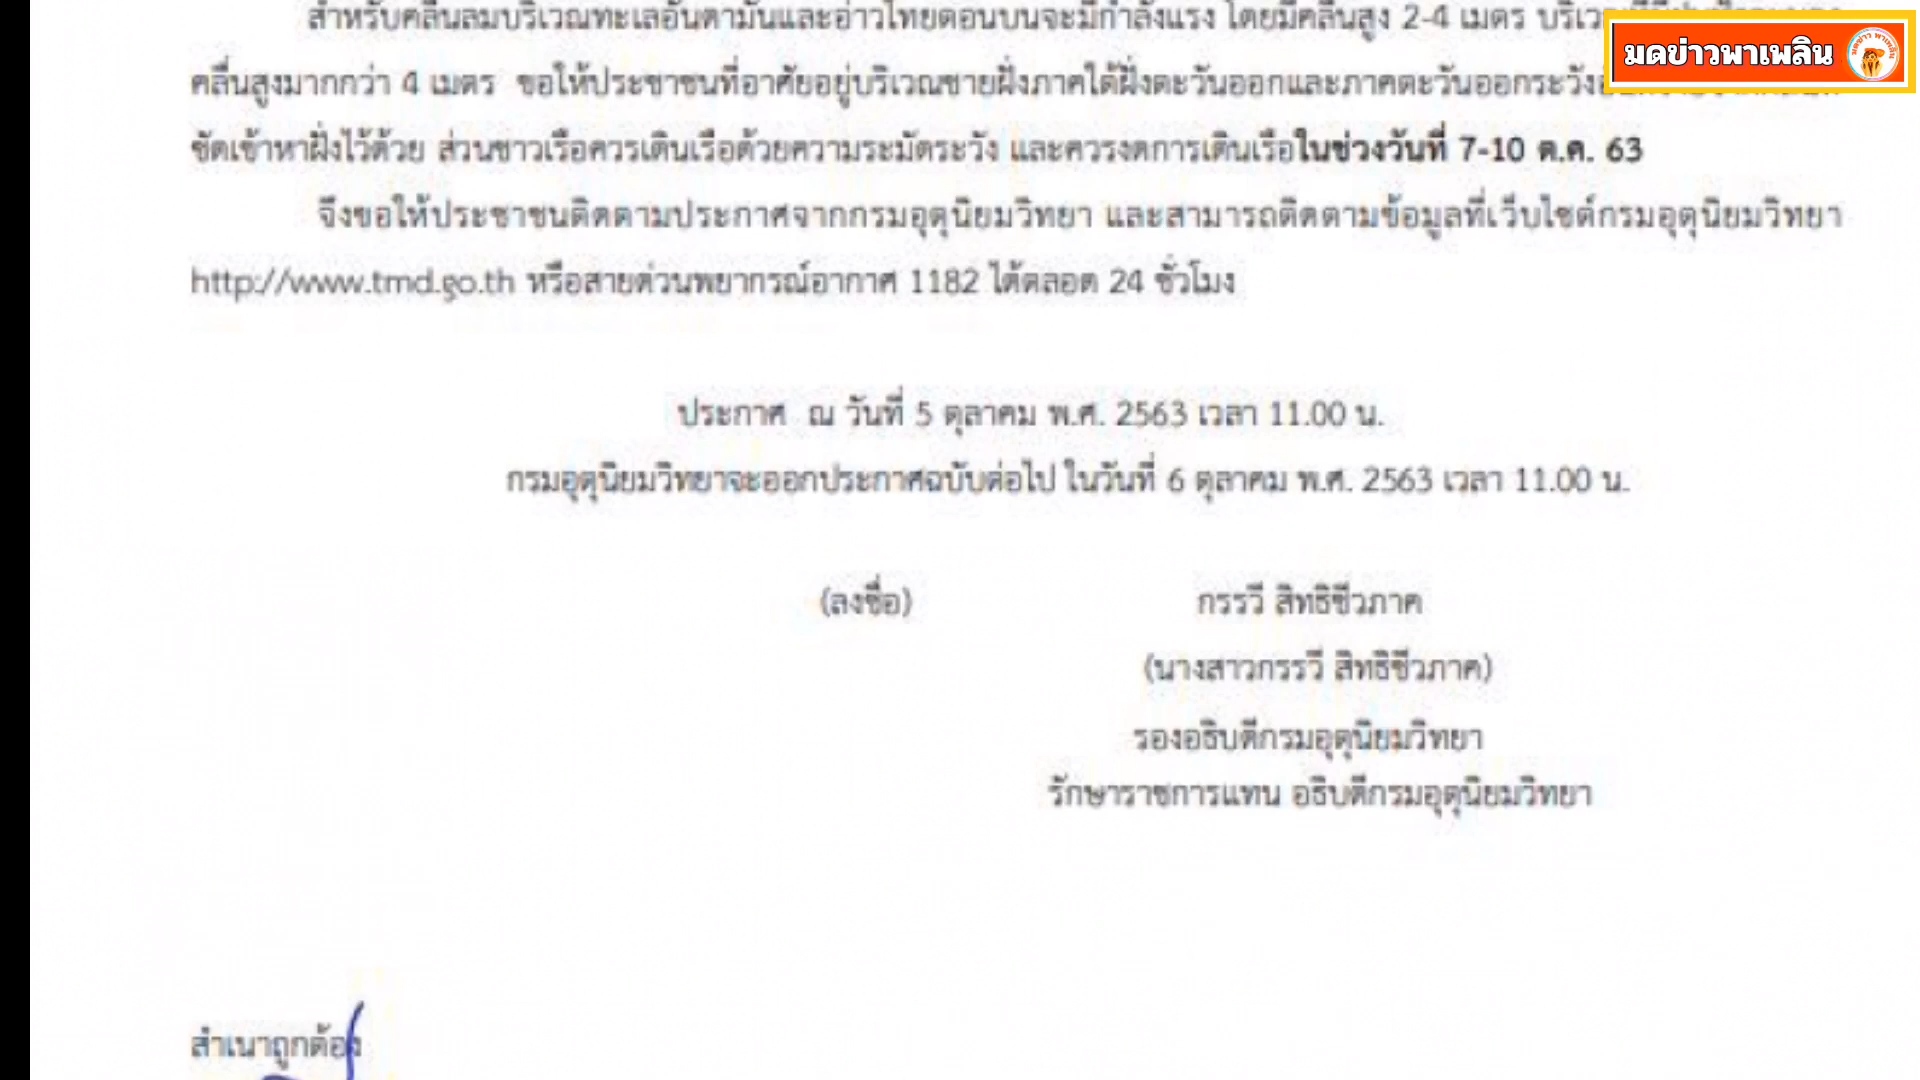 สำหรับคลื่นลมบริเวณทะเลอันดามันและอ่าวไทยตอนบนจะมีกำลังแรง โดยมีคลื่นสูง 2-4 เมตร
มดข่าวพาเพลิน
คลื่นสูงมากกว่า 4 เมตร ขอให้ประชาชนที่อาศัยอยู่บริเวณชายฝั่งภาคใต้ฝั่งตะวันออกและภาคตะวันออกระวัง
ซัดเข้าหาฝั่งไว้ด้วย ส่วนชาวเรือควรเดินเรือด้วยความระมัดระวัง และควรงดการเดินเรือในช่วงวันที่ 7-10 ต.ค. 63
จึงขอให้ประชาชนติดตามประกาศจากกรมอุตุนิยมวิทยา และสามารถติดตามข้อมูลที่เว็บไซต์กรมอุตุนิยมวิทยา
http://www.tmd.go.th หรือสายด่วนพยากรณ์อากาศ 1182 ได้ตลอด 24 ชั่วโมง
ประกาศ ณ วันที่ 5 ตุลาคม พ.ศ. 2563 เวลา 11.00 น.
กรมอุตุนิยมวิทยาจะออกประกาศฉบับต่อไป ในวันที่ 6 ตุลาคม พ.ศ. 2563 เวลา 11.00 น.
(ลงชื่อ) กรรวี สิทธิชีวภาค
(นางสาวกรรวี สิทธิชีวภาค)
รองอธิบดีกรมอุตุนิยมวิทยา
รักษาราชการแทน อธิบดีกรมอุตุนิยมวิทยา
สำเนาถูกต้อง